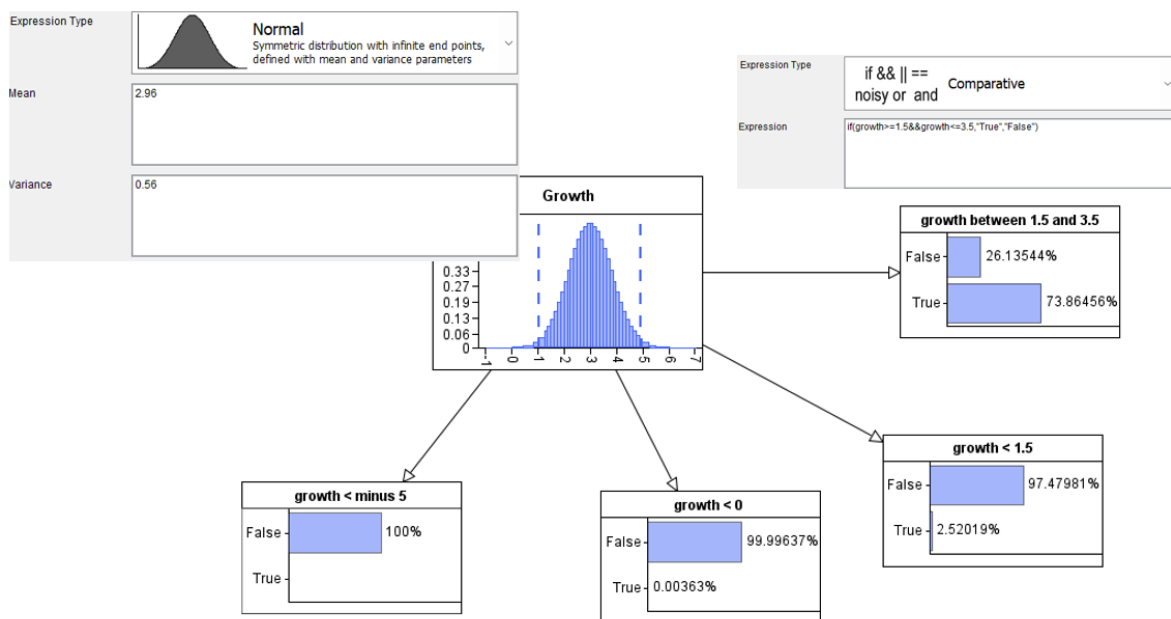 Expression Type
Normal
Symmetric distribution with infinite end points,
defined with mean and variance parameters
Mean
2.96
Variance
0.56
Expression Type
if && || ==
noisy or and
Comparative
Expression
if(growth>=1.5&&growth<=3.5,"True","False")
Growth
0.33
0.27
0.19
0.13
0.06
0
-1
0
1
2
3
4
5
6
7
growth between 1.5 and 3.5
False
26.13544%
True
73.86456%
growth < 1.5
False
97.47981%
True
2.52019%
growth < minus 5
False
100%
True
growth < 0
False
99.99637%
True
0.00363%